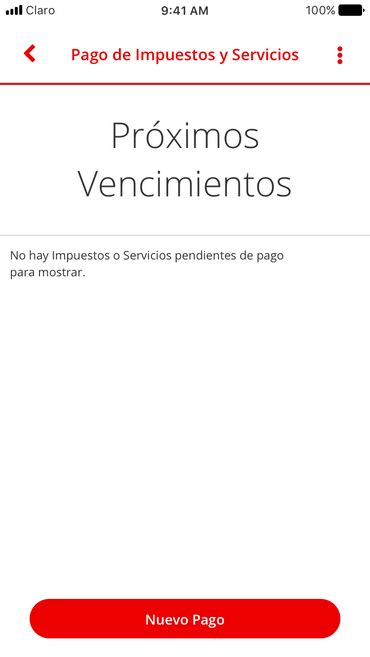 Claro 9:41 AM 100%
Pago de Impuestos y Servicios
Próximos
Vencimientos
No hay Impuestos o Servicios pendientes de pago
para mostrar.
Nuevo Pago